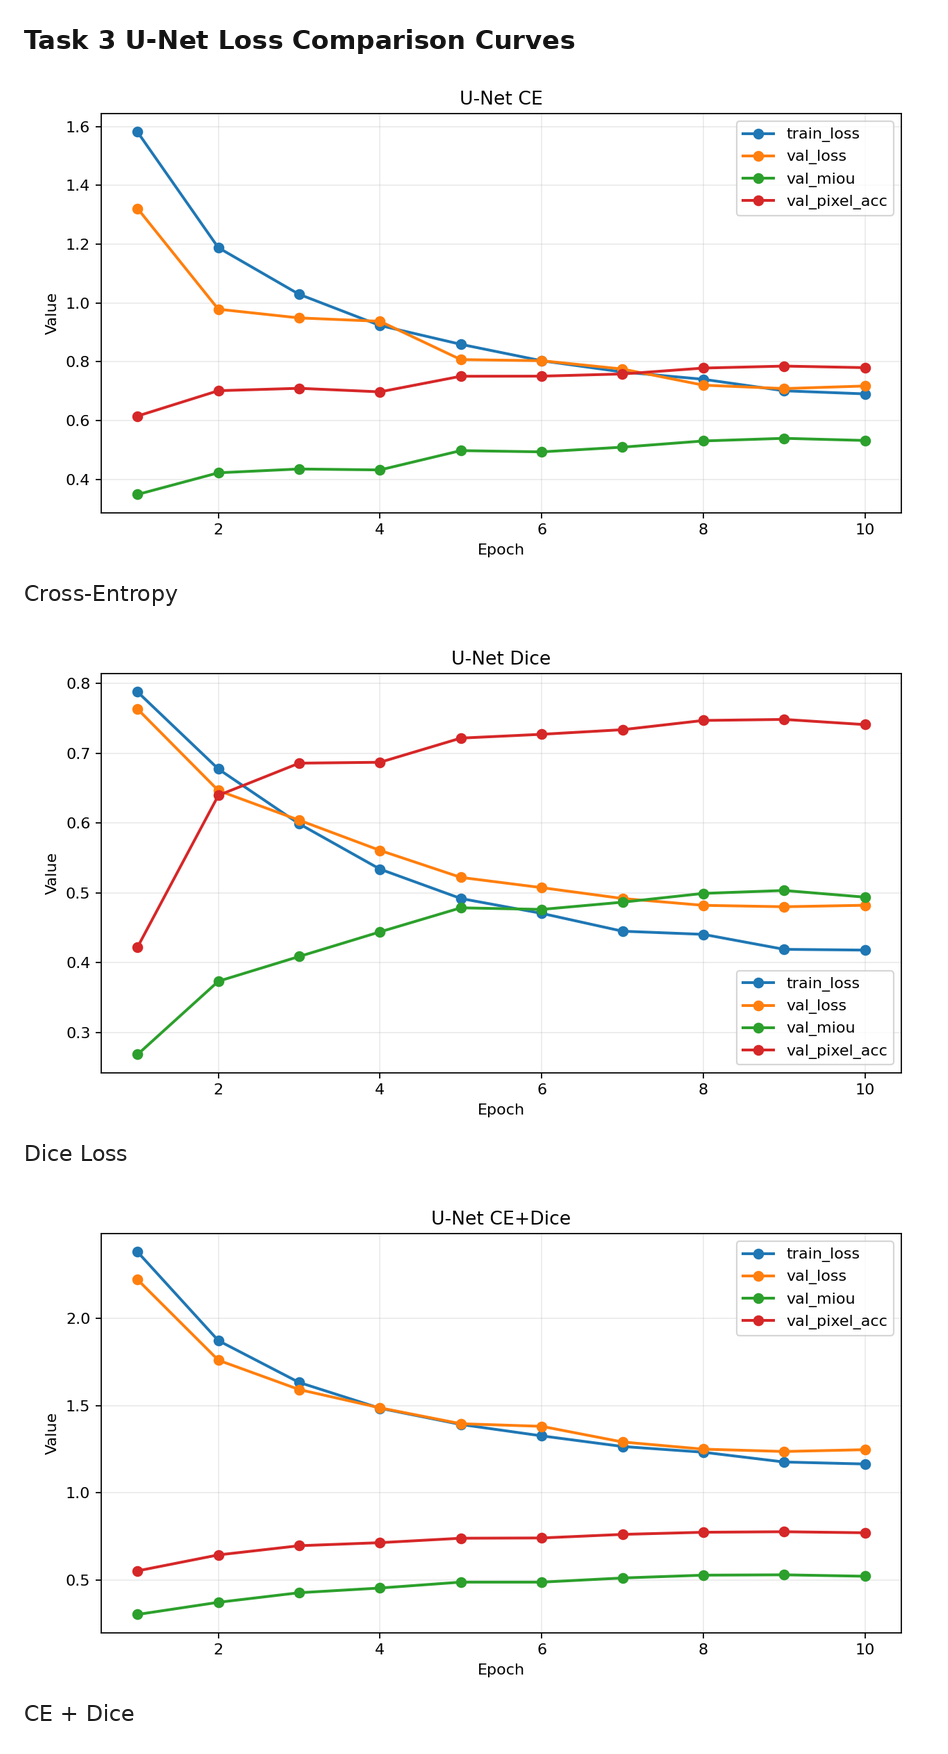 Task 3 U-Net Loss Comparison Curves
U-Net CE
1.6
1.4
1.2
1.0
0.8
0.6
0.4
Value
train_loss
val_loss
val_miou
val_pixel_acc
2 4 6 8 10
Epoch
Cross-Entropy
U-Net Dice
0.8
0.7
0.6
0.5
0.4
0.3
Value
train_loss
val_loss
val_miou
val_pixel_acc
2 4 6 8 10
Epoch
Dice Loss
U-Net CE+Dice
2.0
1.5
1.0
0.5
Value
train_loss
val_loss
val_miou
val_pixel_acc
2 4 6 8 10
Epoch
CE + Dice